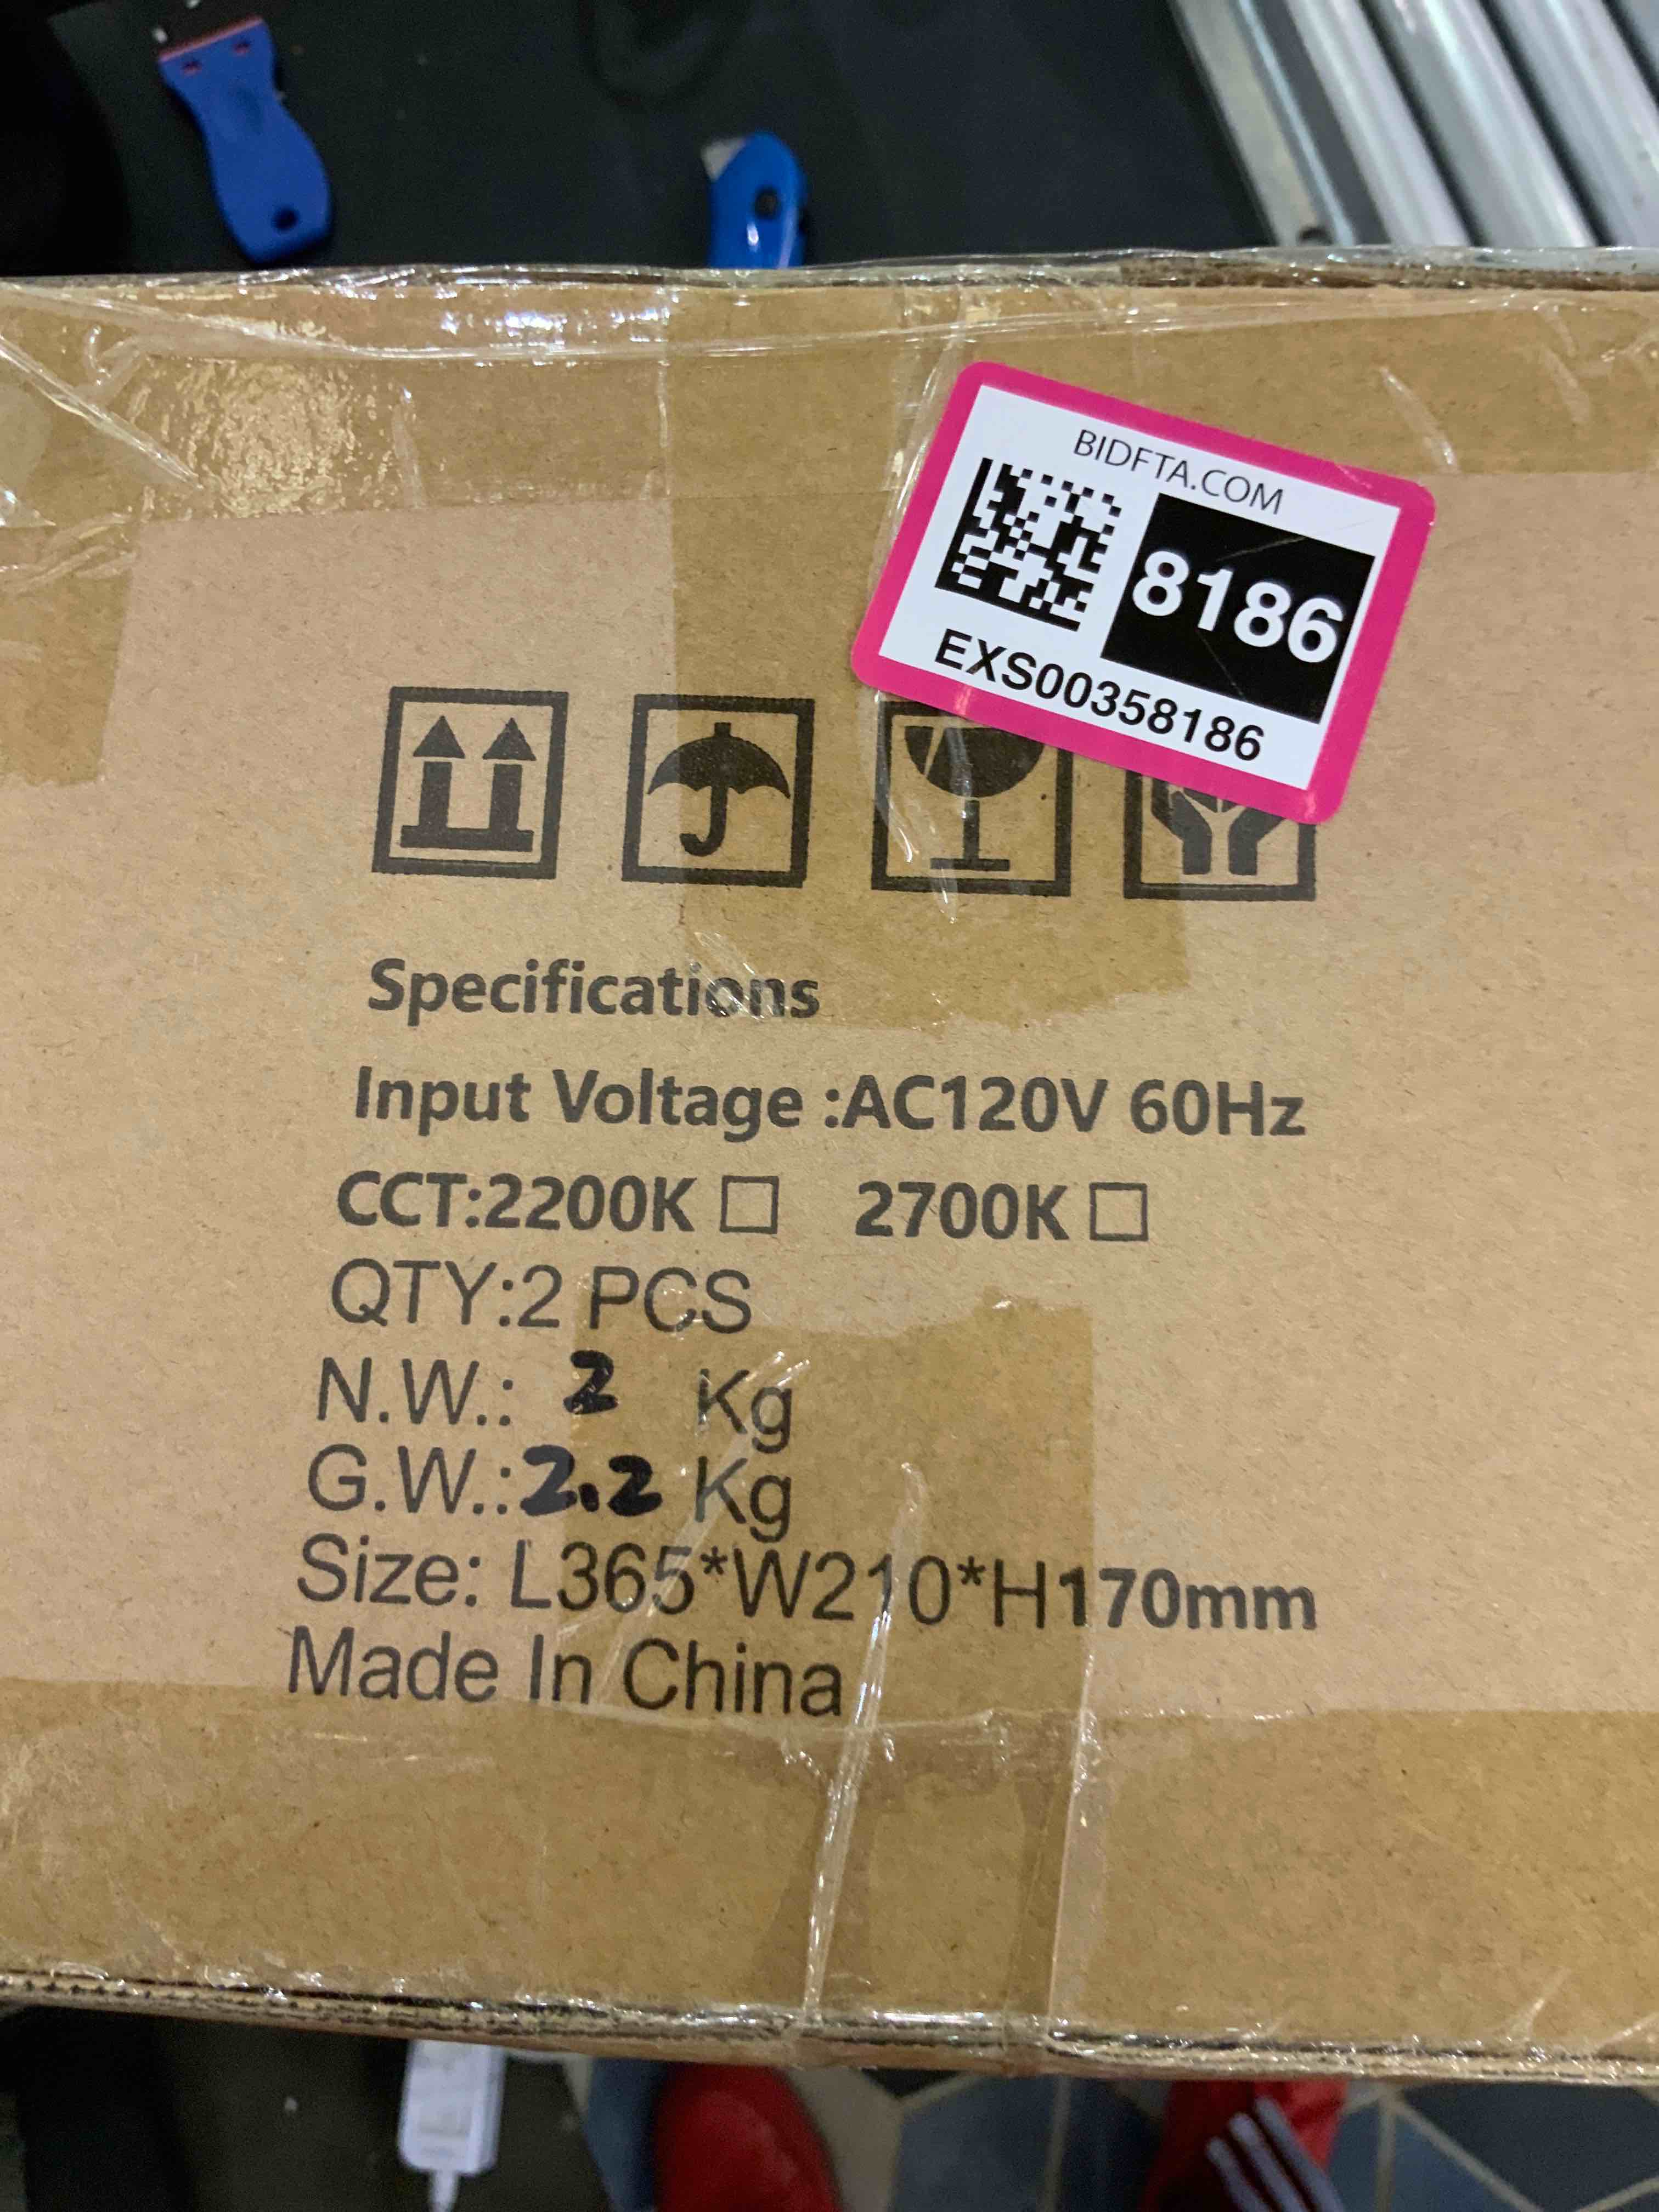 BIDFTA.COM
8186
EXS00358186
Specifications
Input Voltage :AC120V 60Hz
CCT:2200K □ 2700K □
QTY:2 PCS
N.W.: 2 Kg
G.W.:2.2 Kg
Size: L365*W210*H170mm
Made In China